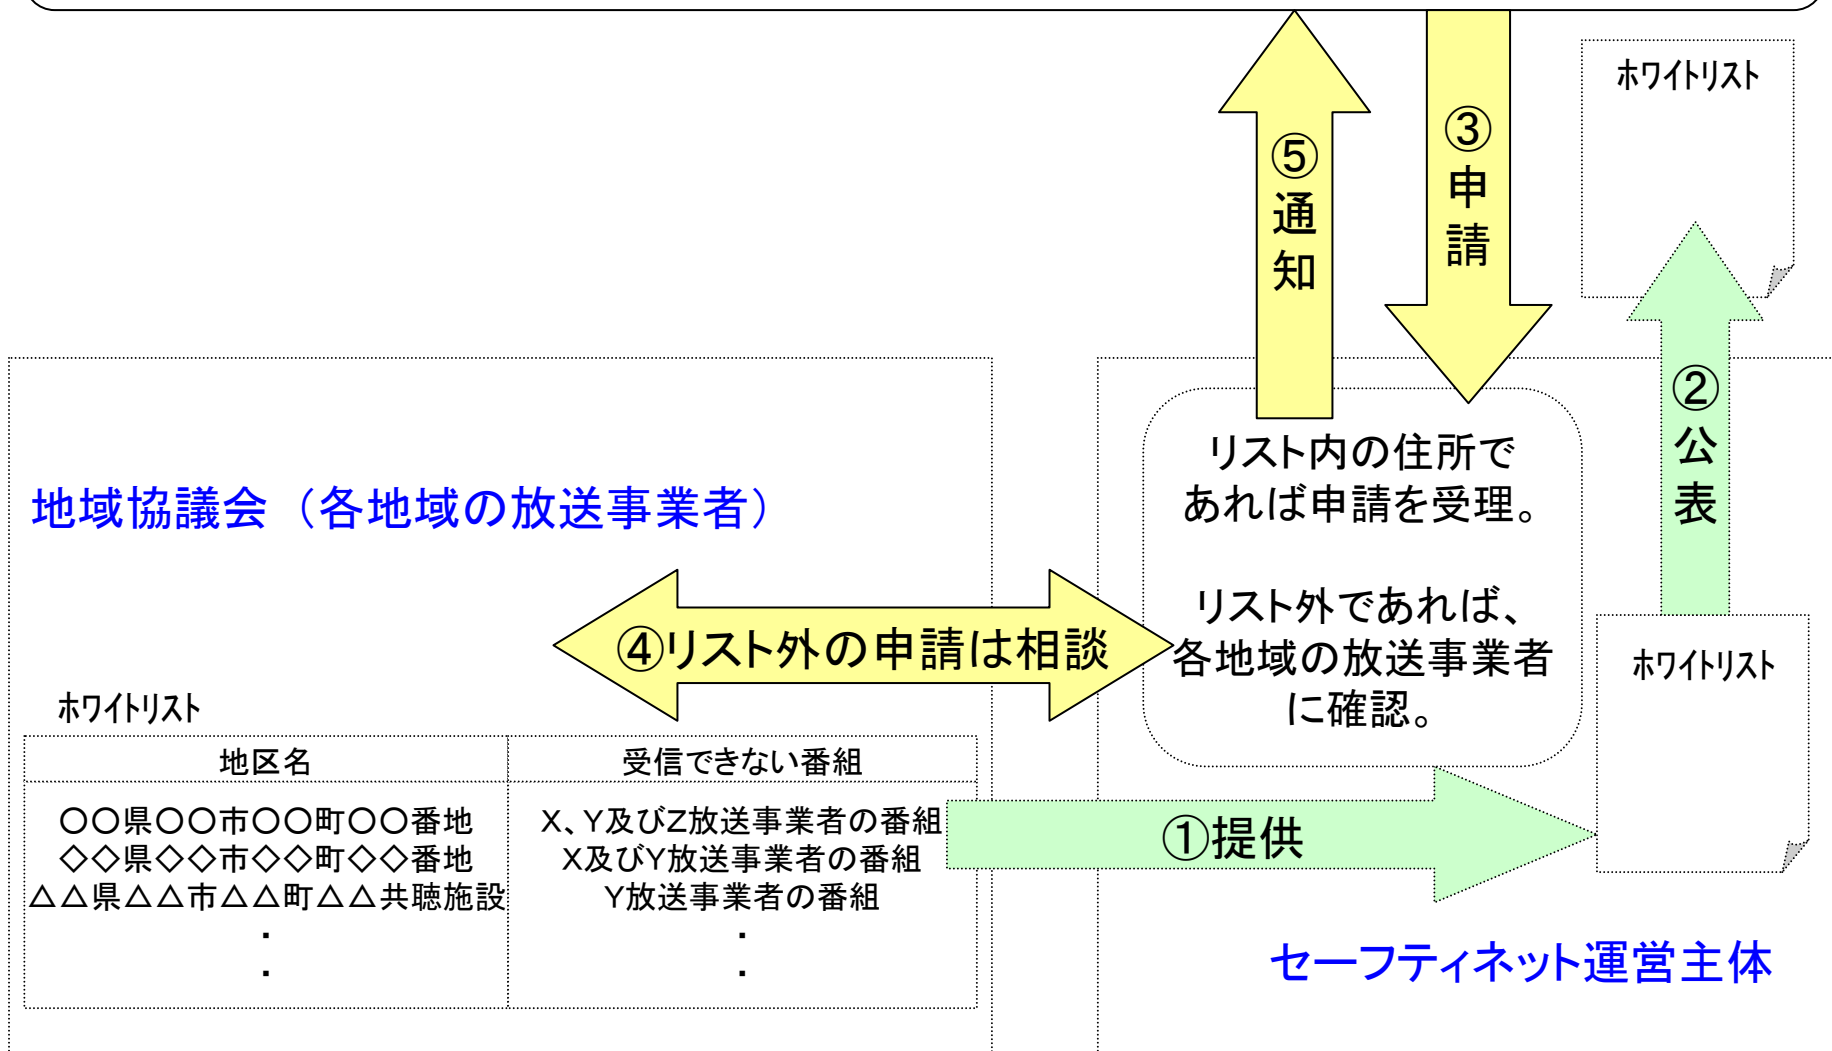 ホワイトリスト
⑤通知
③申請
②公表
地域協議会（各地域の放送事業者）
リスト内の住所で
あれば申請を受理。
リスト外であれば、
各地域の放送事業者
に確認。
④リスト外の申請は相談
ホワイトリスト
ホワイトリスト
地区名 受信できない番組
〇〇県〇〇市〇〇町〇〇番地 X、Y及びZ放送事業者の番組
◇◇県◇◇市◇◇町◇◇番地 X及びY放送事業者の番組
△△県△△市△△町△△共聴施設 Y放送事業者の番組
・ ・
・ ・
①提供
セーフティネット運営主体